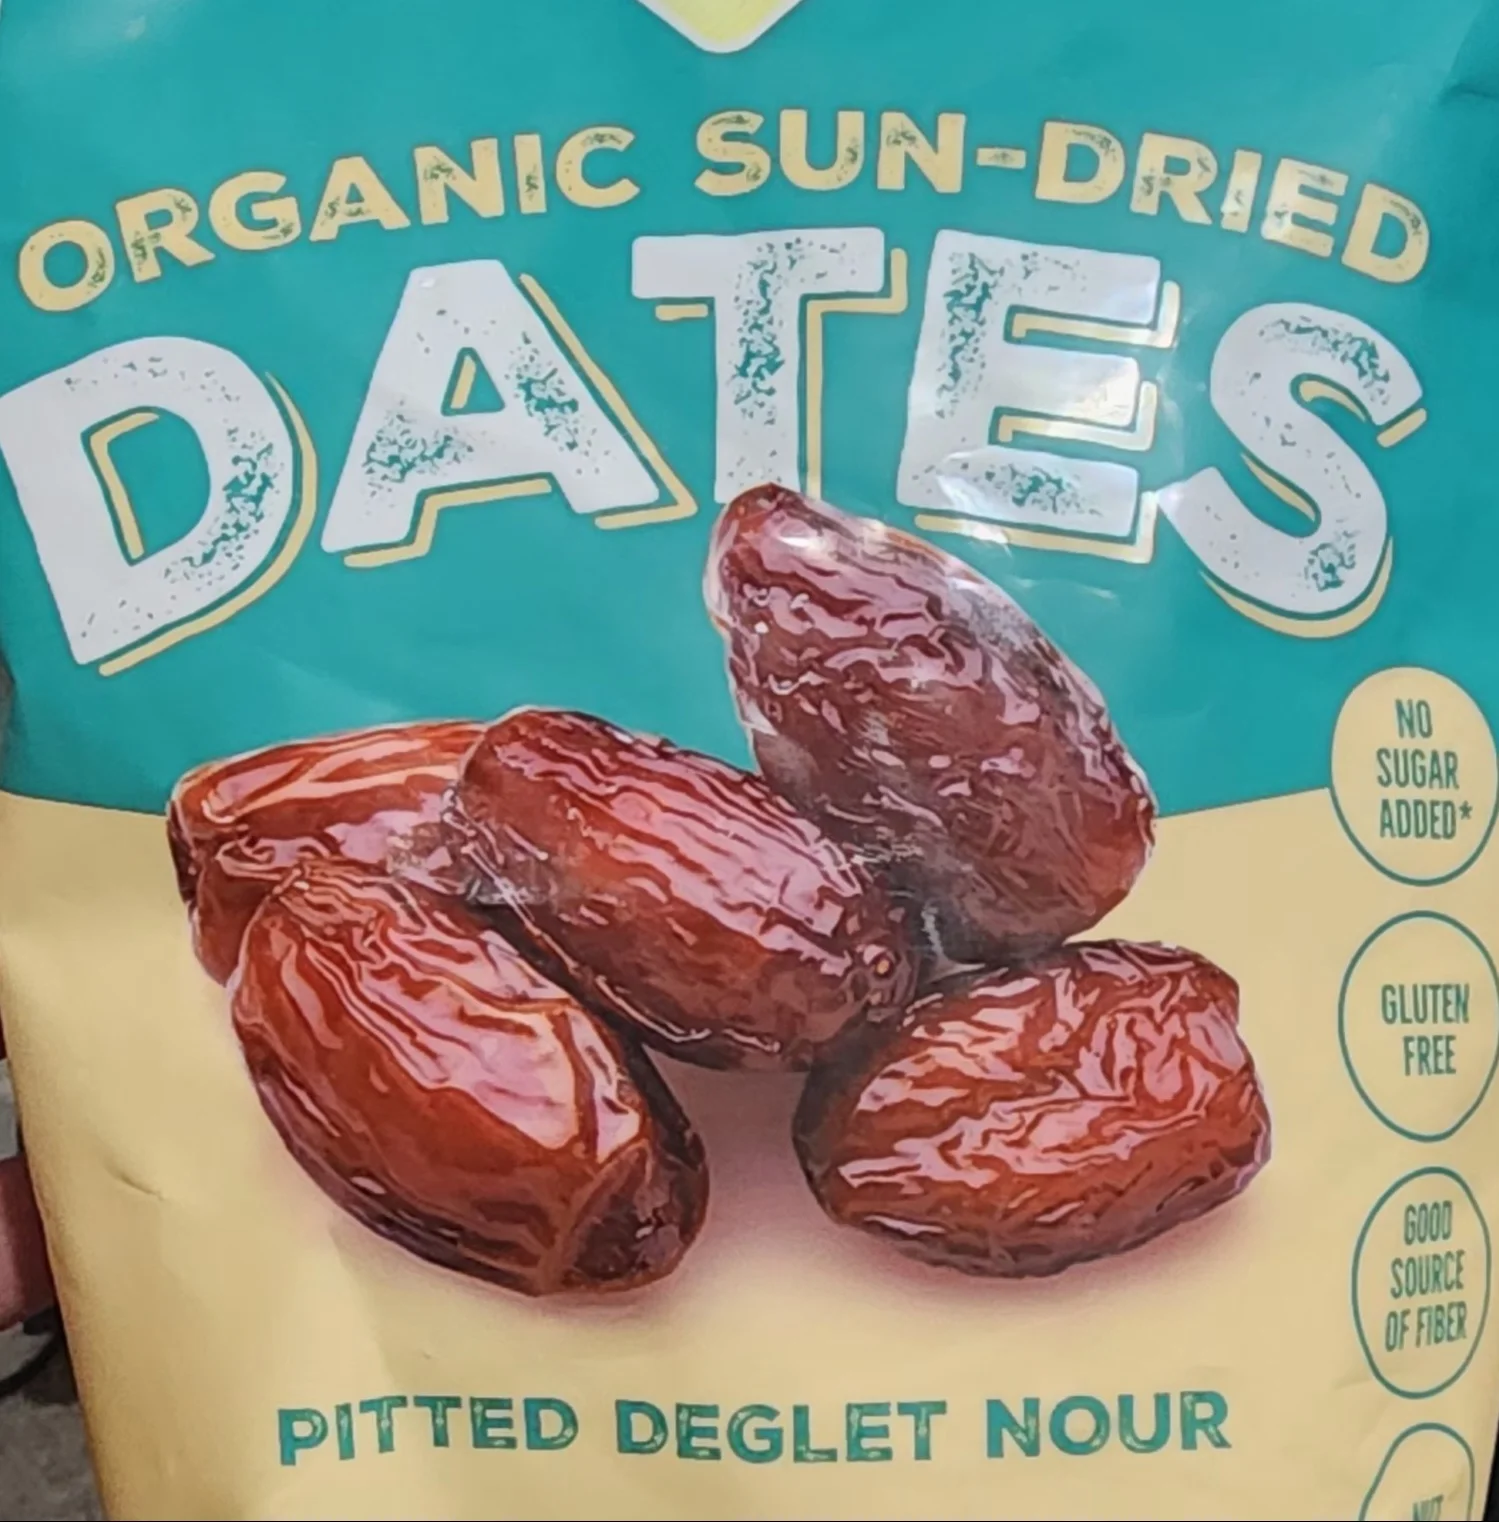 ORGANIC SUN-DRIED
DATES
NO
SUGAR
ADDED*
GLUTEN
FREE
GOOD
SOURCE
OF FIBER
PITTED DEGLET NOUR